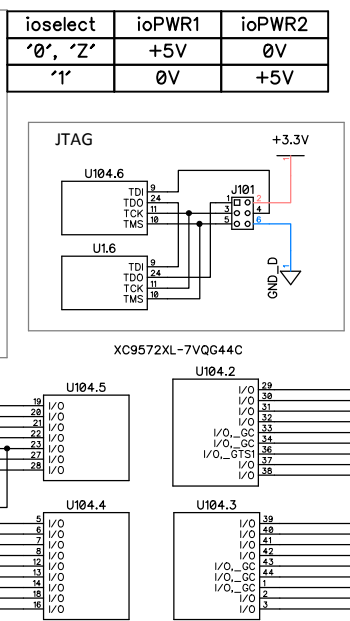 ioselect ioPWR1 ioPWR2
'0', 'Z' +5V 0V
'1' 0V +5V
JTAG
+3.3V
1
U104.6
TDI 9
TDO 24
TCK 11
TMS 10
J101
1 2
3 4
5 6
U1.6
TDI 9
TDO 24
TCK 11
TMS 10
GND_D
1
XC9572XL-7VQG44C
U104.5
19 I/O
20 I/O
21 I/O
22 I/O
23 I/O
27 I/O
28 I/O
U104.2
I/O 29
I/O 30
I/O 31
I/O 32
I/O,_GC 33
I/O,_GC 34
I/O,_GTS1 36
I/O 37
I/O 38
U104.4
5 I/O
6 I/O
7 I/O
8 I/O
12 I/O
13 I/O
14 I/O
18 I/O
16 I/O
U104.3
I/O 39
I/O 40
I/O 41
I/O 42
I/O,_GC 43
I/O,_GC 44
I/O,_GC 1
I/O 2
I/O 3